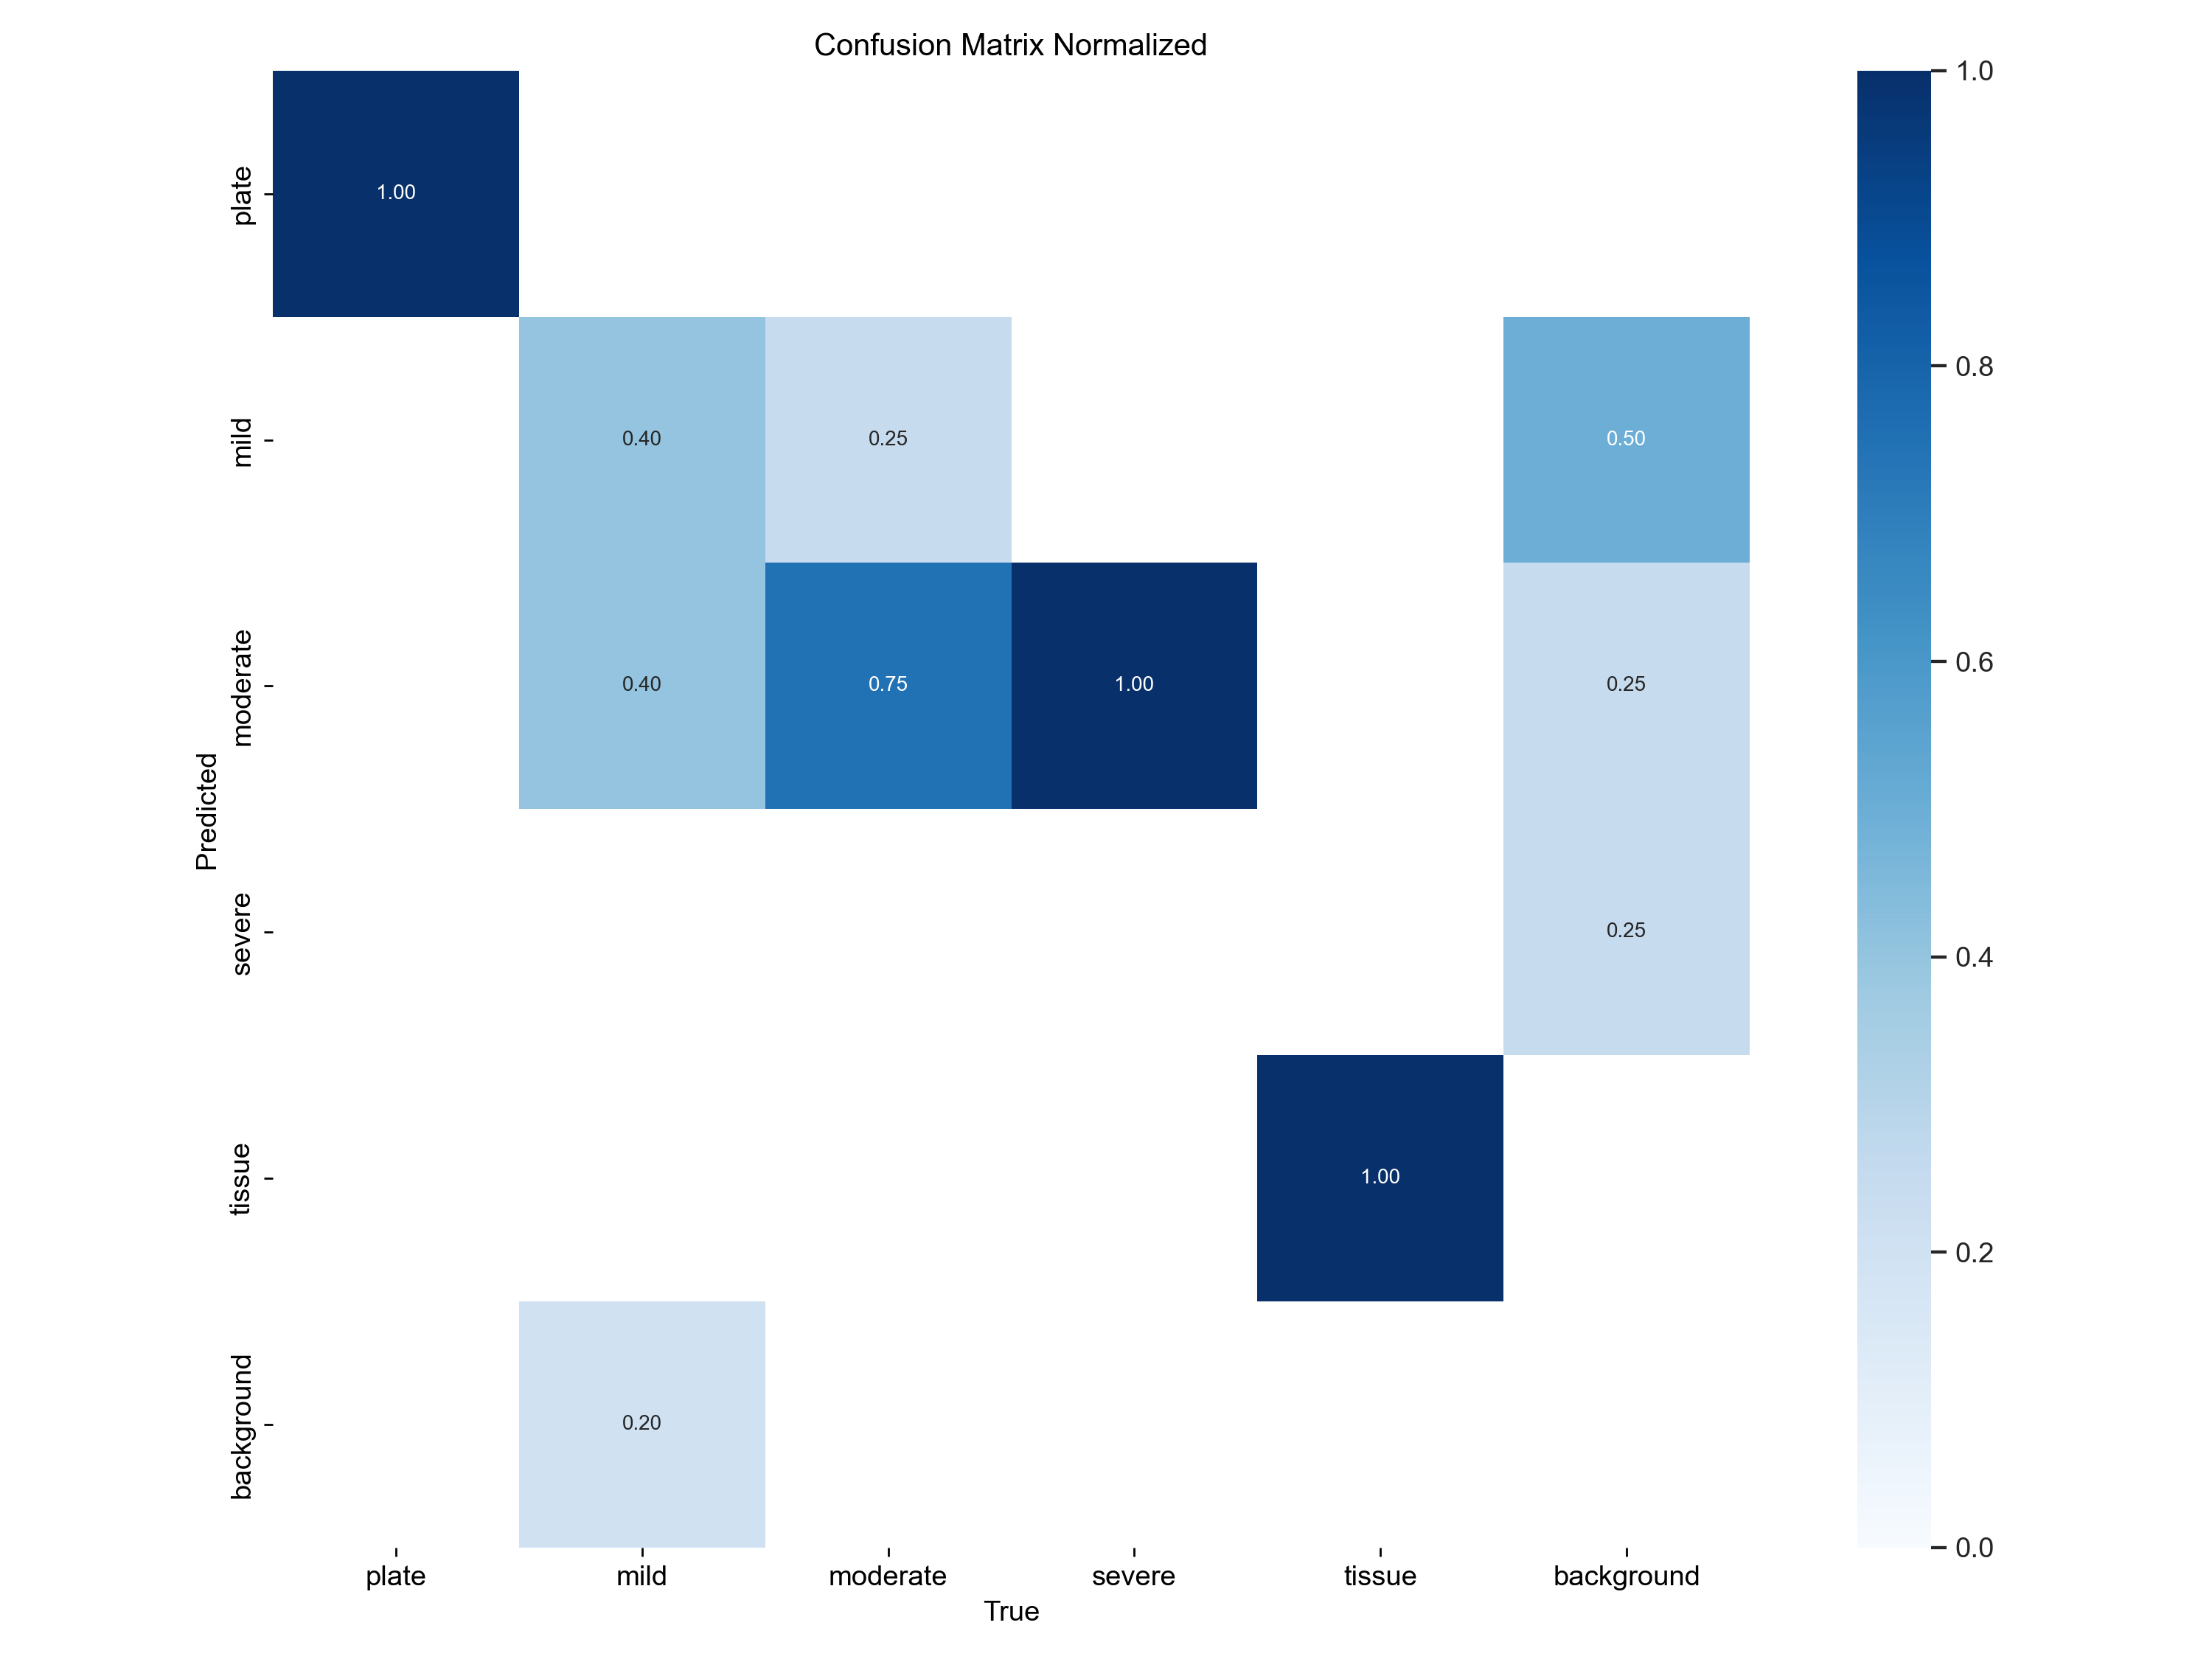 Confusion Matrix Normalized
1.0
plate
1.00
0.8
mild
0.40 0.25 0.50
0.6
moderate
0.40 0.75 1.00 0.25
Predicted
severe
0.25
0.4
tissue
1.00
0.2
background
0.20
0.0
plate mild moderate severe tissue background
True